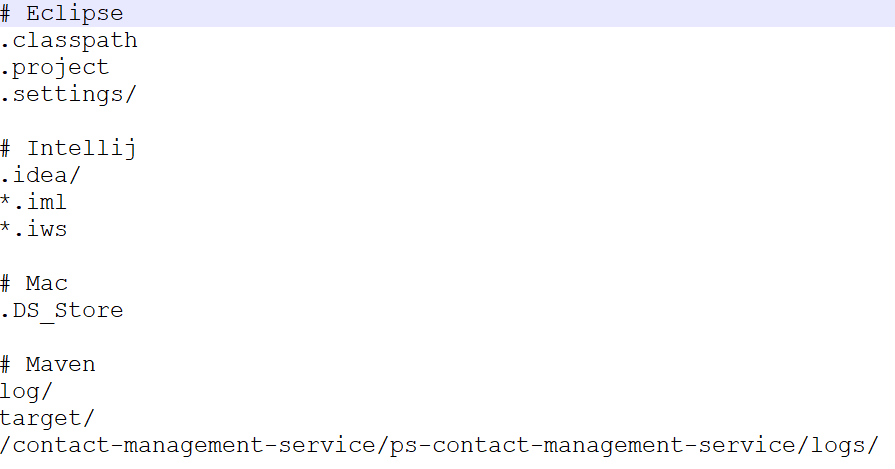 # Eclipse
.classpath
.project
.settings/
# Intellij
.idea/
*.iml
*.iws
# Mac
.DS_Store
# Maven
log/
target/
/contact-management-service/ps-contact-management-service/logs/